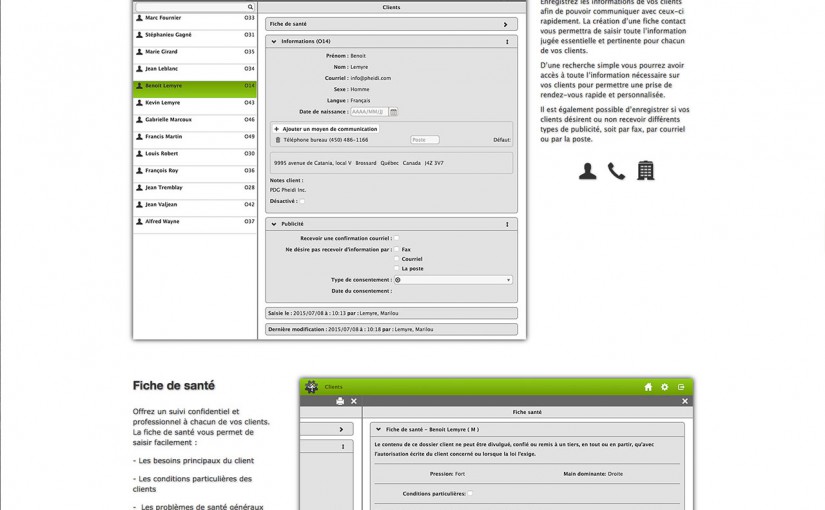 Clients
Marc Fournier O33
Stéphanieu Gagné O31
Marie Girard O35
Jean Leblanc O34
Benoit Lemyre O14
Kevin Lemyre O43
Gabrielle Marcoux O46
Francis Martin O49
Louis Robert O30
François Roy O36
Jean Tremblay O28
Jean Valjean O42
Alfred Wayne O37
Fiche de santé
Informations (O14)
Prénom : Benoit
Nom : Lemyre
Courriel : info@pheidi.com
Sexe : Homme
Langue : Français
Date de naissance : AAAA/MM/JJ
+ Ajouter un moyen de communication
Téléphone bureau (450) 486-1166 Poste Défaut:
9995 avenue de Catania, local V Brossard Québec Canada J4Z 3V7
Notes client :
PDG Pheidi Inc.
Désactivé :
Publicité
Recevoir une confirmation courriel :
Ne désire pas recevoir d'information par : Fax
Courriel
La poste
Type de consentement :
Date du consentement :
Saisie le : 2015/07/08 à : 10:13 par : Lemyre, Marilou
Dernière modification : 2015/07/08 à : 10:18 par : Lemyre, Marilou
Enregistrez les informations de vos clients
afin de pouvoir communiquer avec ceux-ci
rapidement. La création d'une fiche contact
vous permettra de saisir toute l'information
jugée essentielle et pertinente pour chacun
de vos clients.
D'une recherche simple vous pourrez avoir
accès à toute l'information nécessaire sur
vos clients pour permettre une prise de
rendez-vous rapide et personnalisée.
Il est également possible d'enregistrer si vos
clients désirent ou non recevoir différents
types de publicité, soit par fax, par courriel
ou par la poste.
Fiche de santé
Offrez un suivi confidentiel et
professionnel à chacun de vos clients.
La fiche de santé vous permet de
saisir facilement :
- Les besoins principaux du client
- Les conditions particulières des
clients
- Les problèmes de santé généraux
Clients
Fiche santé
Fiche de santé - Benoit Lemyre ( M )
Le contenu de ce dossier client ne peut être divulgué, confié ou remis à un tiers, en tout ou en partir, qu'avec
l'autorisation écrite du client concerné ou lorsque la loi l'exige.
Pression: Fort Main dominante: Droite
Conditions particulières: